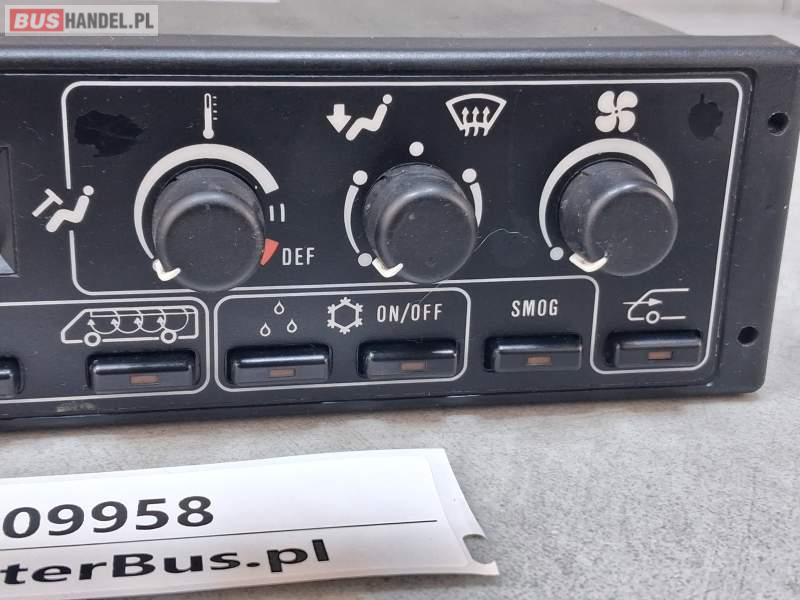 BUSHANDEL.PL
DEF
ON/OFF
SMOG
09958
terBus.pl